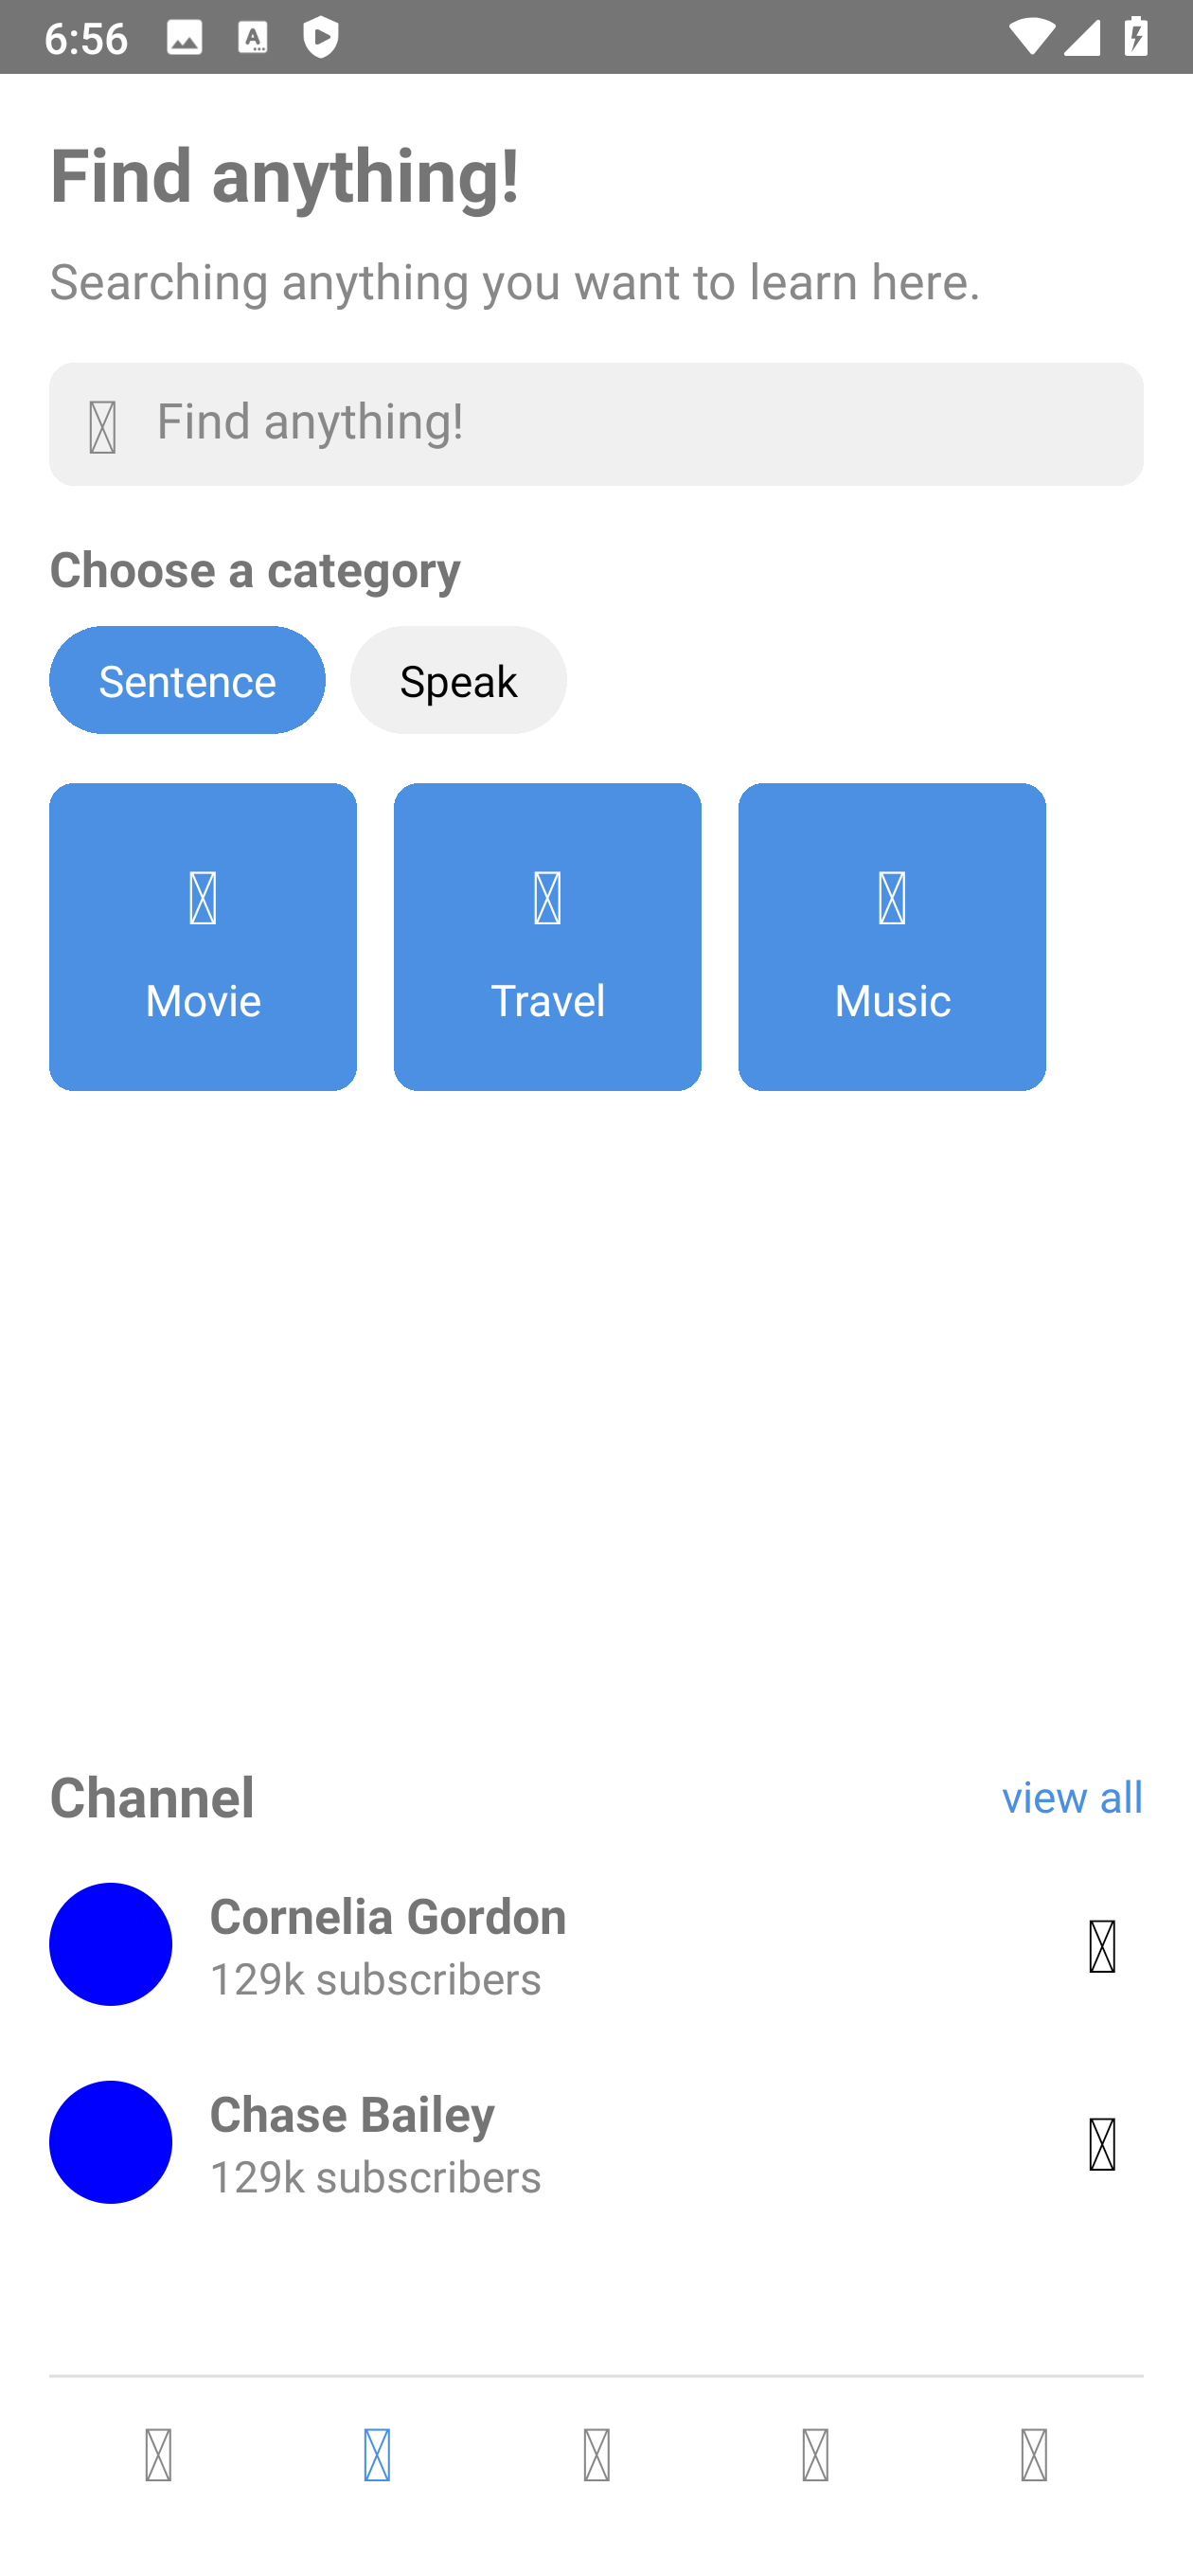 6:56
Find anything!
Searching anything you want to learn here.
Find anything!
Choose a category
Sentence
Speak
Movie
Travel
Music
Channel
view all
Cornelia Gordon
129k subscribers
Chase Bailey
129k subscribers